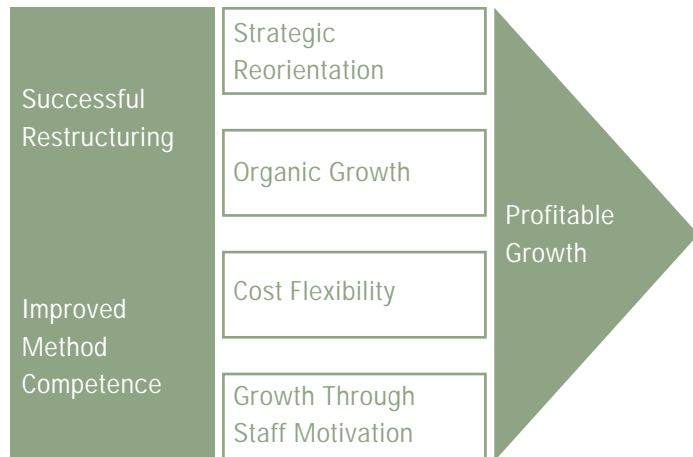 Successful
Restructuring
Improved
Method
Competence
Strategic
Reorientation
Organic Growth
Cost Flexibility
Growth Through
Staff Motivation
Profitable
Growth